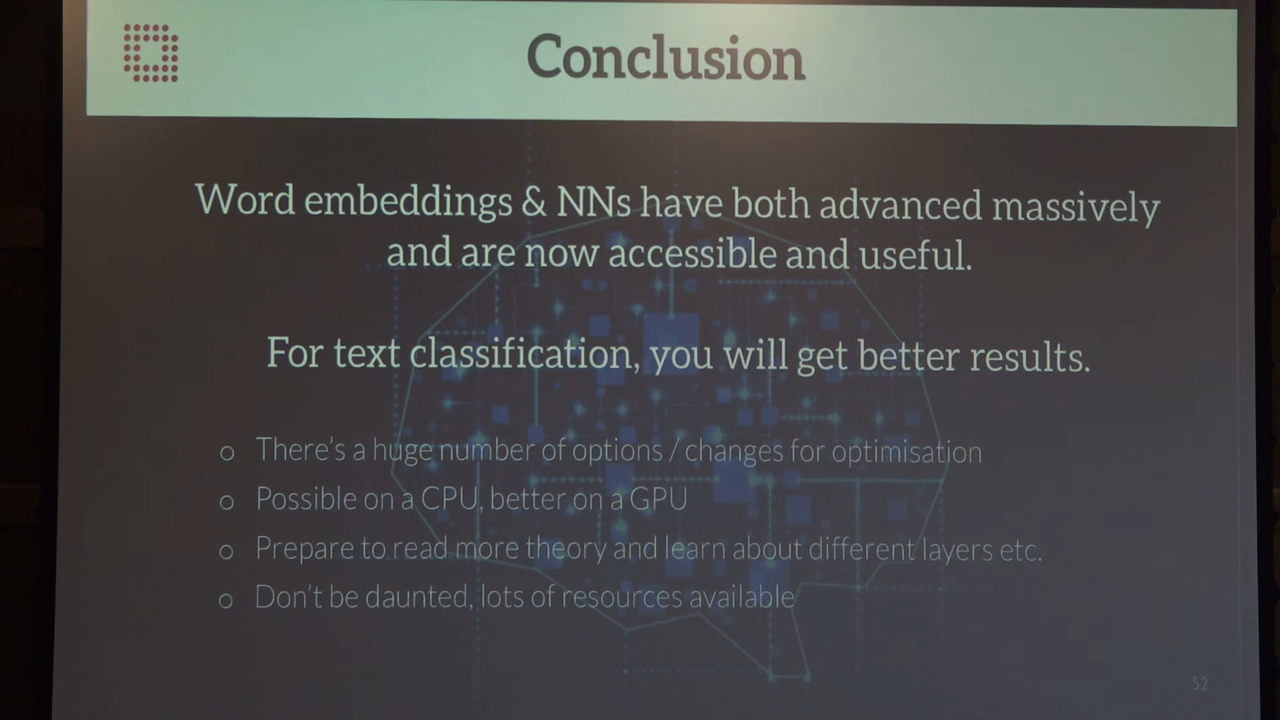 Conclusion
Word embeddings & NNs have both advanced massively
and are now accessible and useful.
For text classification, you will get better results.
o There's a huge number of options / changes for optimisation
o Possible on a CPU, better on a GPU
o Prepare to read more theory and learn about different layers etc.
o Don't be daunted, lots of resources available
52